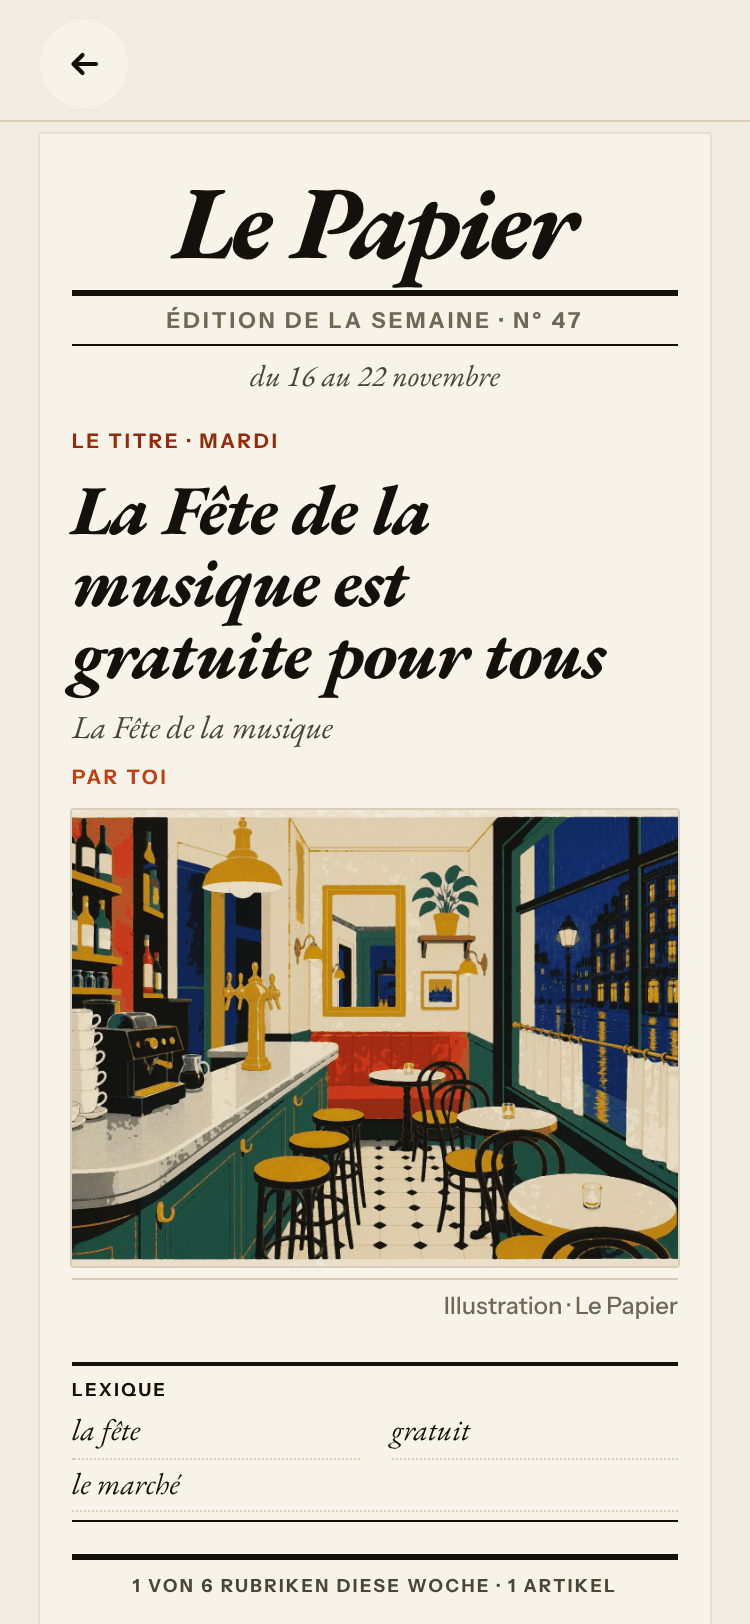 Le Papier
ÉDITION DE LA SEMAINE · N° 47
du 16 au 22 novembre
LE TITRE · MARDI
La Fête de la
musique est
gratuite pour tous
La Fête de la musique
PAR TOI
Illustration · Le Papier
LEXIQUE
la fête
gratuit
le marché
1 VON 6 RUBRIKEN DIESE WOCHE · 1 ARTIKEL